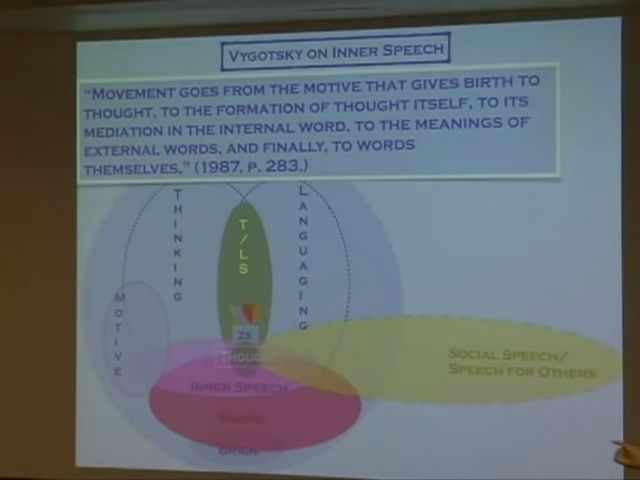 VYGOTSKY ON INNER SPEECH
"MOVEMENT GOES FROM THE MOTIVE THAT GIVES BIRTH TO
THOUGHT, TO THE FORMATION OF THOUGHT ITSELF, TO ITS
MEDIATION IN THE INTERNAL WORD, TO THE MEANINGS OF
EXTERNAL WORDS, AND FINALLY, TO WORDS
THEMSELVES," (1987, P. 283.)
THINKING
T/LS
LANGUAGING
MOTIVE
THOUGHT
SOCIAL SPEECH/
SPEECH FOR OTHERS
INNER SPEECH